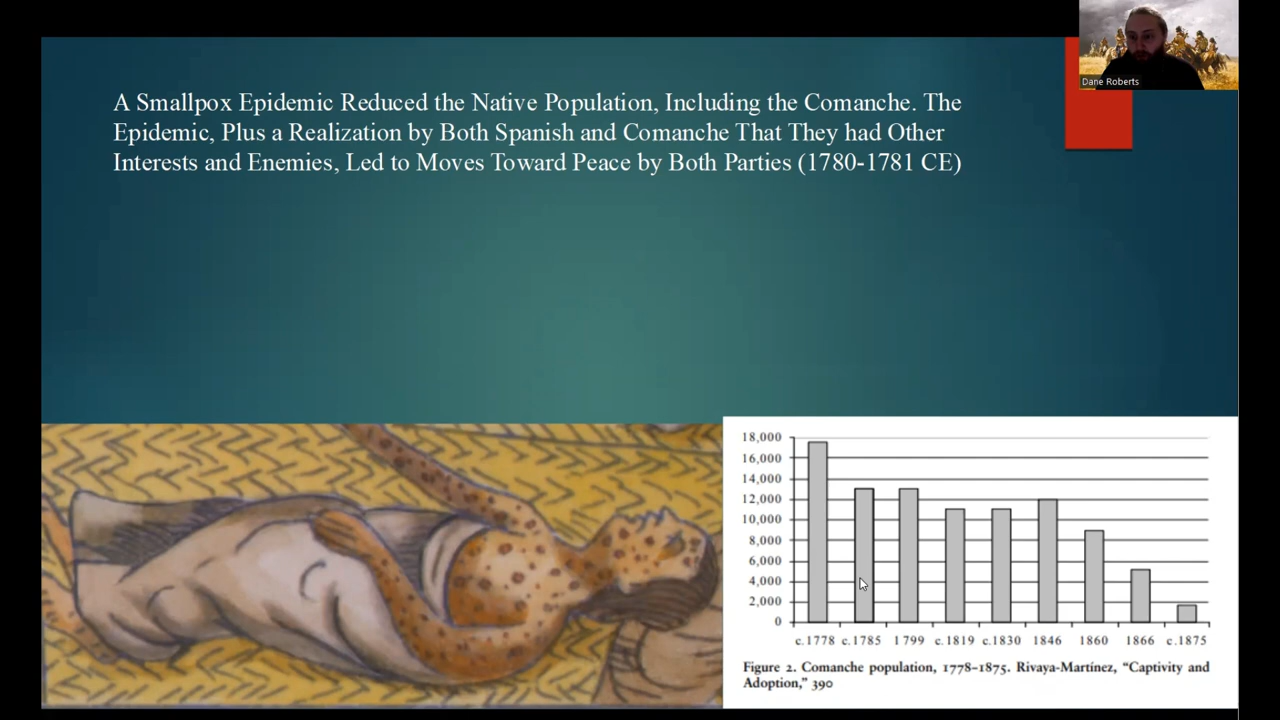 Dane Roberts
A Smallpox Epidemic Reduced the Native Population, Including the Comanche. The
Epidemic, Plus a Realization by Both Spanish and Comanche That They had Other
Interests and Enemies, Led to Moves Toward Peace by Both Parties (1780-1781 CE)
18,000
16,000
14,000
12,000
10,000
8,000
6,000
4,000
2,000
0
c.1778 c.1785 1799 c.1819 c.1830 1846 1860 1866 c.1875
Figure 2. Comanche population, 1778–1875. Rivaya-Martínez, “Captivity and
Adoption,” 390